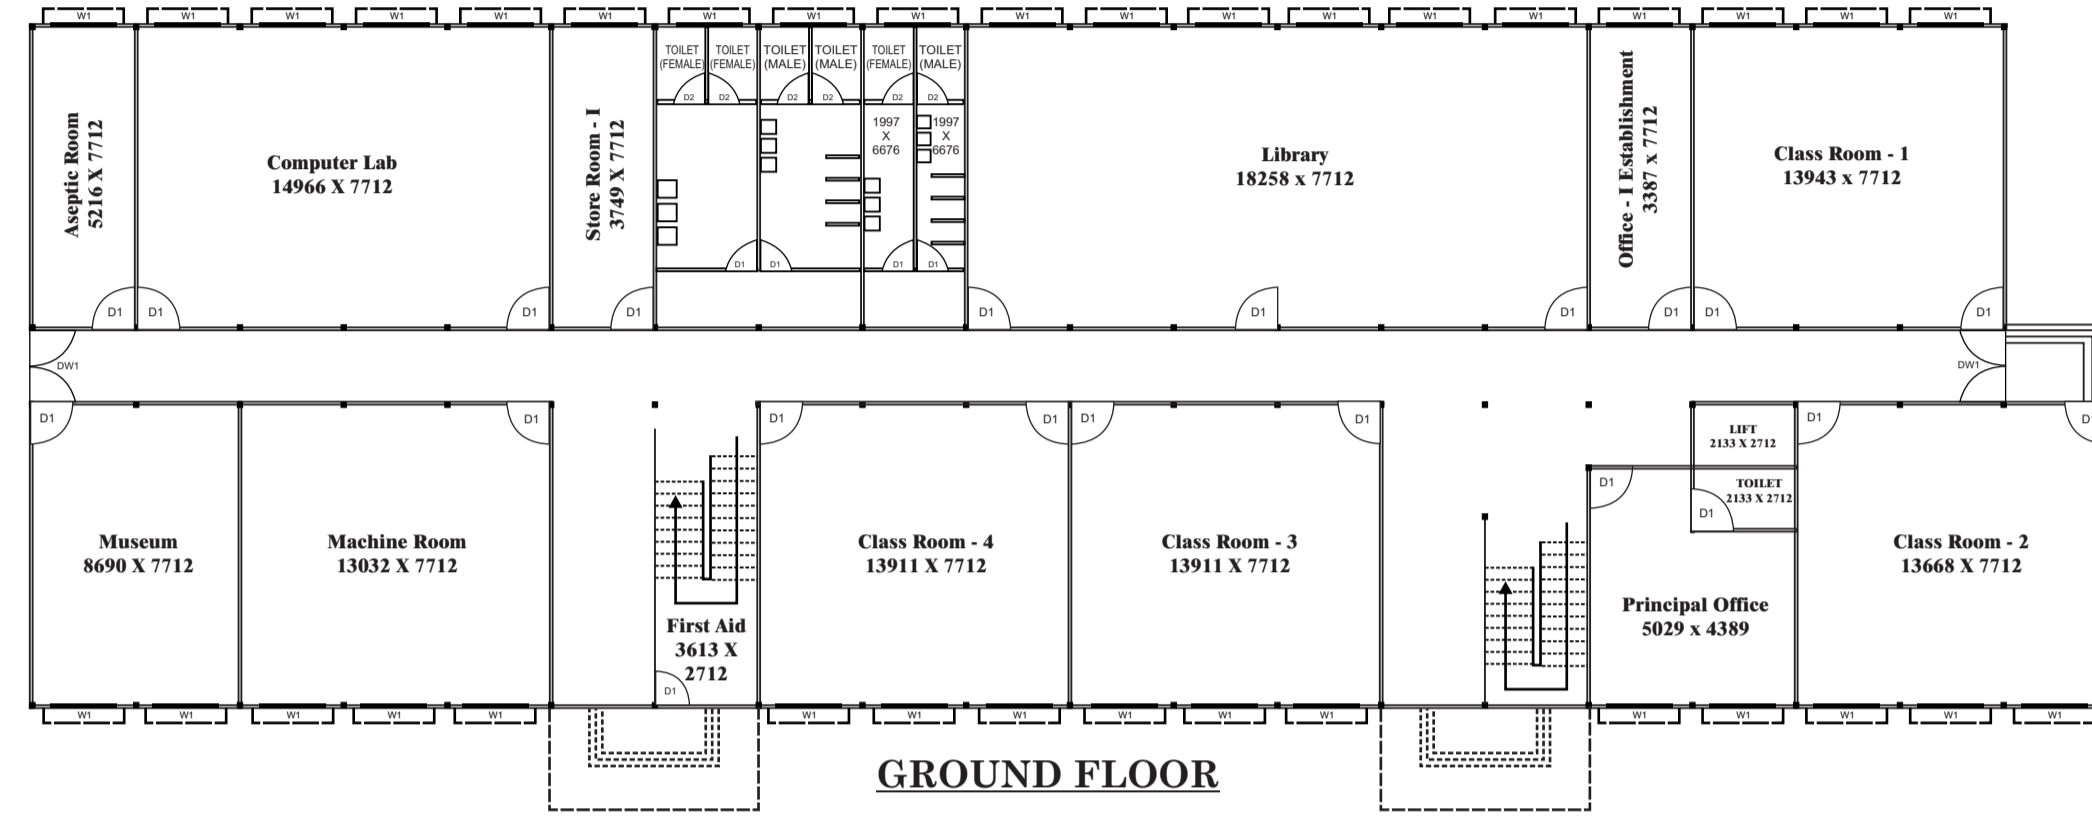 W1 W1 W1 W1 W1 W1 W1 W1 W1 W1 W1 W1 W1 W1 W1 W1 W1 W1 W1
Aseptic Room
5216 X 7712
Computer Lab
14966 X 7712
Store Room - I
3749 X 7712
TOILET
(FEMALE)
TOILET
(FEMALE)
TOILET
(MALE)
TOILET
(MALE)
TOILET
(FEMALE)
TOILET
(MALE)
D2 D2 D2 D2 D2 D2
1997
X
6676
1997
X
6676
Library
18258 x 7712
Office - I Establishment
3387 x 7712
Class Room - 1
13943 x 7712
D1 D1 D1 D1
D1 D1 D1 D1 D1 D1 D1 D1 D1 D1 D1
DW1
DW1
D1 D1 D1 D1 D1 D1 D1 D
LIFT
2133 X 2712
D1
TOILET
2133 X 2712
D1
Museum
8690 X 7712
Machine Room
13032 X 7712
Class Room - 4
13911 X 7712
Class Room - 3
13911 X 7712
Class Room - 2
13668 X 7712
Principal Office
5029 x 4389
First Aid
3613 X
2712
D1
W1 W1 W1 W1 W1 W1 W1 W1 W1 W1 W1 W1 W1 W1 W1 W1
GROUND FLOOR